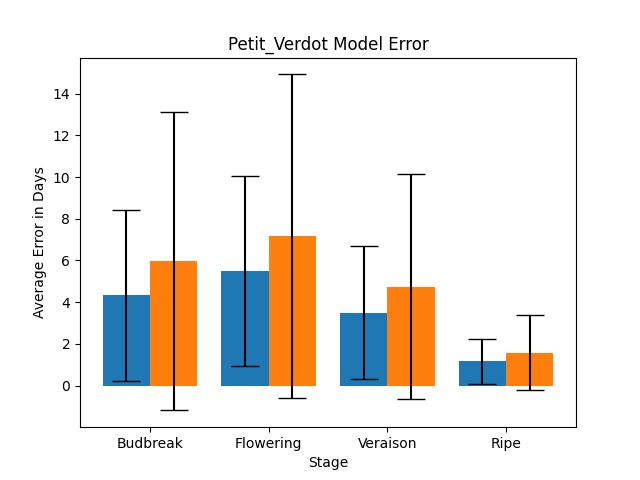 Petit_Verdot Model Error
Average Error in Days
14
12
10
8
6
4
2
0
Budbreak Flowering Veraison Ripe
Stage